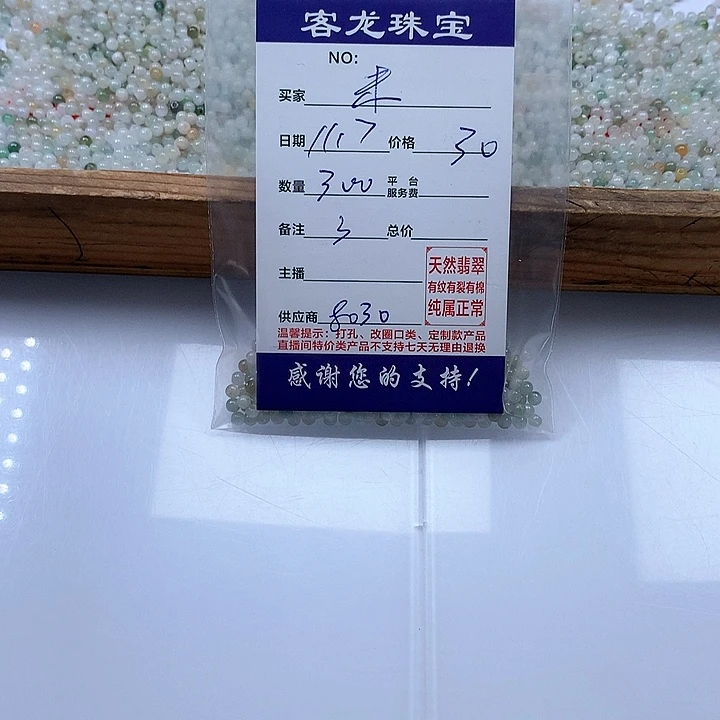 客龙珠宝
NO:
买家
日期 11.7 价格 30
数量 300 平台服务费
备注 3 总价
主播
天然翡翠
有纹有裂有棉
纯属正常
供应商 8030
温馨提示：打孔、改圈口类、定制款产品
直播间特价类产品不支持七天无理由退换
感谢您的支持！